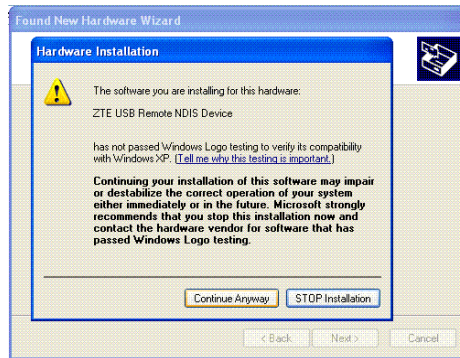 Found New Hardware Wizard
Hardware Installation
The software you are installing for this hardware:
ZTE USB Remote NDIS Device
has not passed Windows Logo testing to verify its compatibility
with Windows XP. (Tell me why this testing is important.)
Continuing your installation of this software may impair
or destabilize the correct operation of your system
either immediately or in the future. Microsoft strongly
recommends that you stop this installation now and
contact the hardware vendor for software that has
passed Windows Logo testing.
Continue Anyway STOP Installation
< Back Next > Cancel